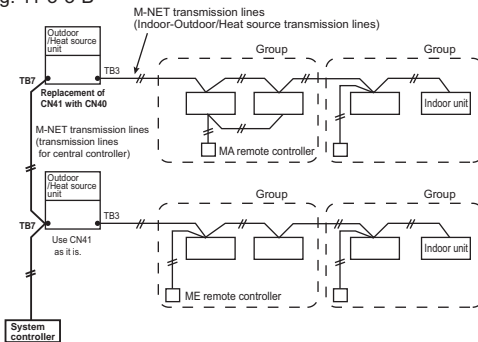 M-NET transmission lines
(Indoor-Outdoor/Heat source transmission lines)
Outdoor
/Heat source
unit
Group
Group
TB7
TB3
Replacement of
CN41 with CN40
Indoor unit
M-NET transmission lines
(transmission lines
for central controller)
MA remote controller
Outdoor
/Heat source
unit
Group
Group
TB3
TB7
Use CN41
as it is.
Indoor unit
ME remote controller
System
controller